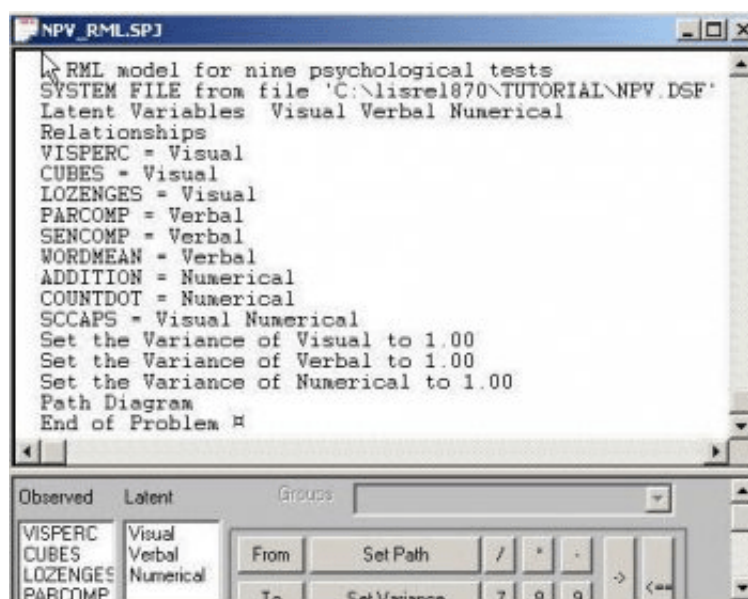 NPV_RML.SPJ
RML model for nine psychological tests
SYSTEM FILE from file 'C:\lisrel870\TUTORIAL\NPV.DSF'
Latent Variables Visual Verbal Numerical
Relationships
VISPERC = Visual
CUBES = Visual
LOZENGES = Visual
PARCOMP = Verbal
SENCOMP = Verbal
WORDMEAN = Verbal
ADDITION = Numerical
COUNTDOT = Numerical
SCCAPS = Visual Numerical
Set the Variance of Visual to 1.00
Set the Variance of Verbal to 1.00
Set the Variance of Numerical to 1.00
Path Diagram
End of Problem ¤
Observed Latent Groups
VISPERC Visual
CUBES Verbal From Set Path / * -
LOZENGES Numerical -> <==
PARCOMP To Set Variance 7 8 9